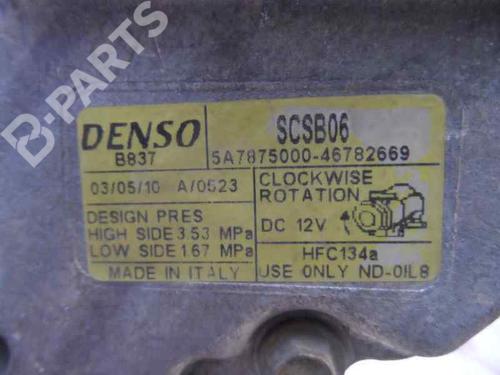 B-PARTS
DENSO
SCSB06
B837
5A7875000-46782669
03/05/10 A/0523
CLOCKWISE
ROTATION
DESIGN PRES
HIGH SIDE 3.53 MPa
LOW SIDE 1.67 MPa
DC 12V
HFC134a
MADE IN ITALY
USE ONLY ND-OIL8